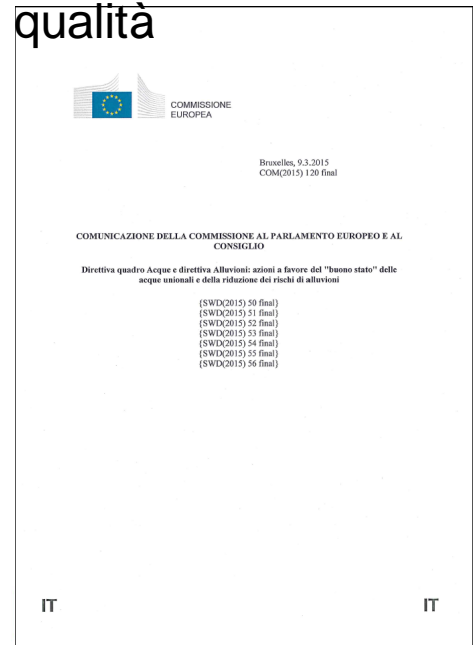 qualità
COMMISSIONE
EUROPEA
Bruxelles, 9.3.2015
COM(2015) 120 final
COMUNICAZIONE DELLA COMMISSIONE AL PARLAMENTO EUROPEO E AL
CONSIGLIO
Direttiva quadro Acque e direttiva Alluvioni: azioni a favore del "buono stato" delle
acque unionali e della riduzione dei rischi di alluvioni
{SWD(2015) 50 final}
{SWD(2015) 51 final}
{SWD(2015) 52 final}
{SWD(2015) 53 final}
{SWD(2015) 54 final}
{SWD(2015) 55 final}
{SWD(2015) 56 final}
IT IT